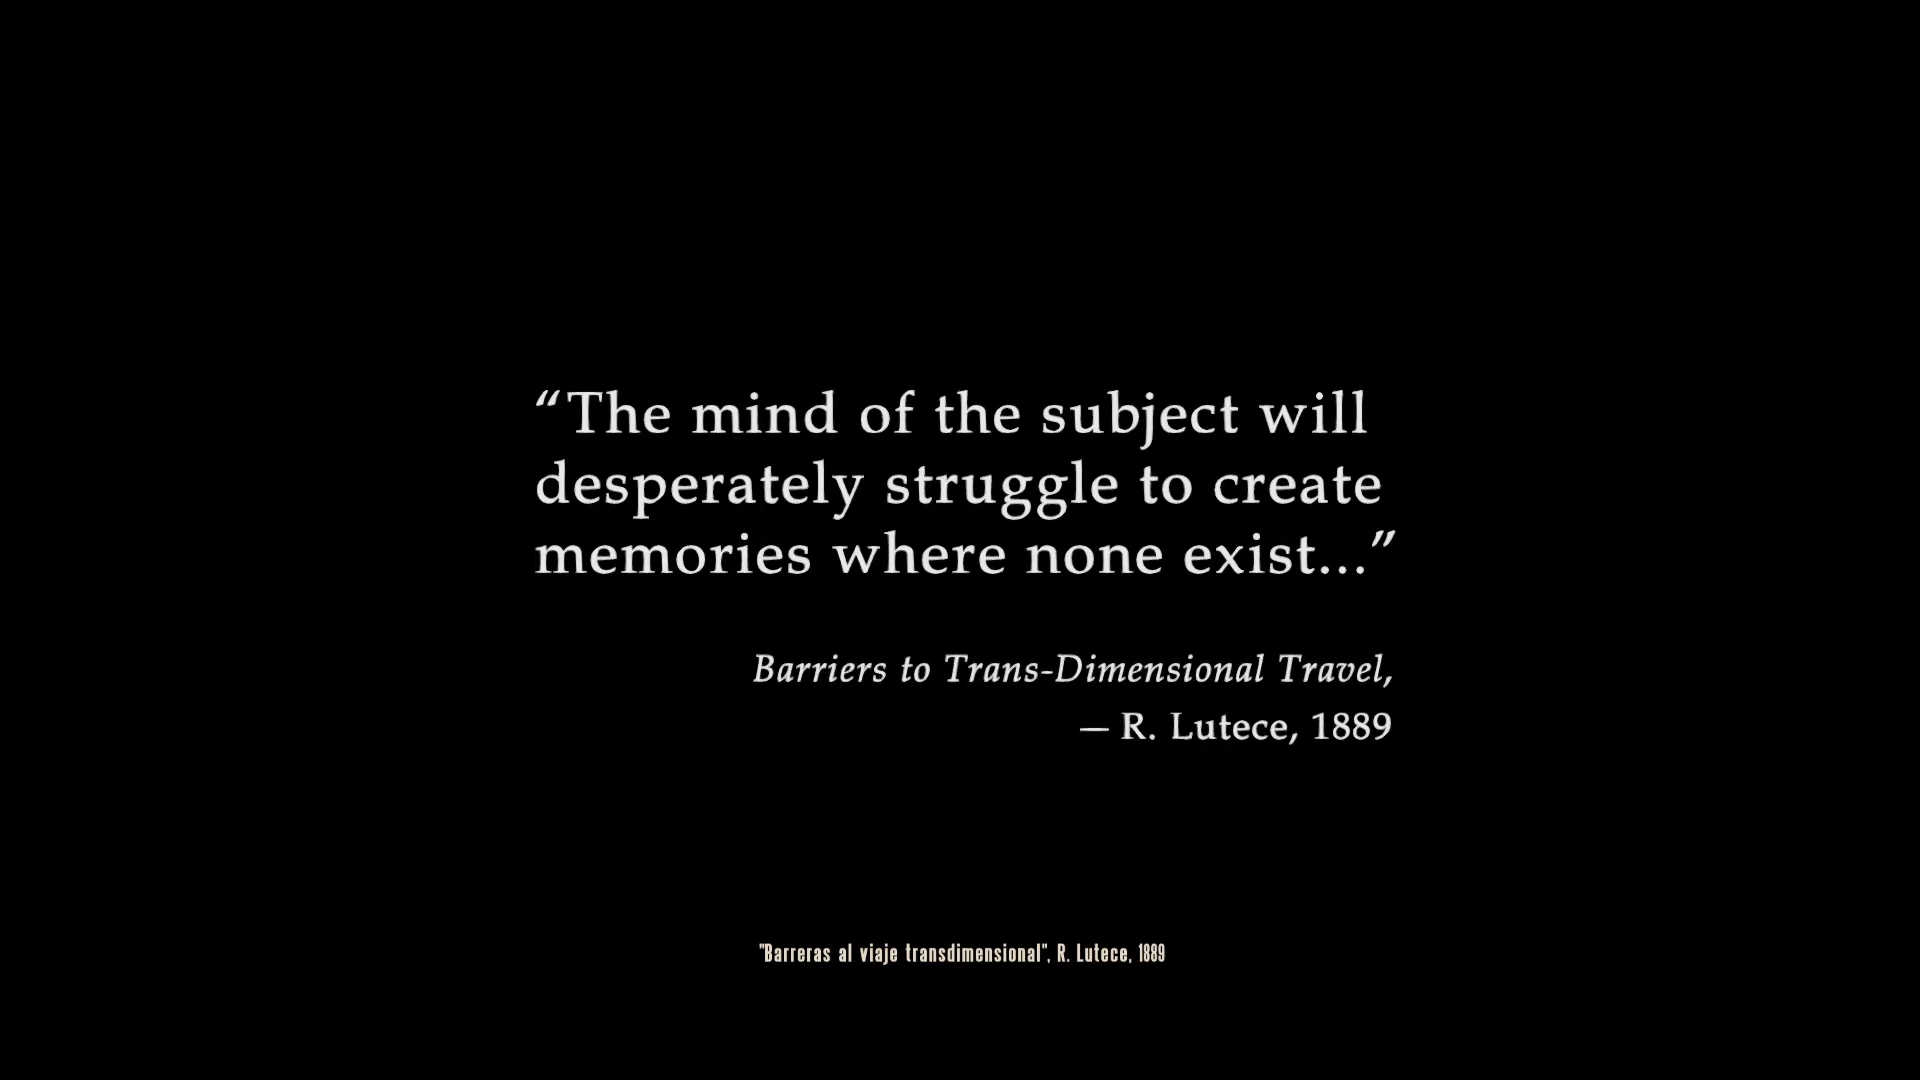 “The mind of the subject will
desperately struggle to create
memories where none exist...”
Barriers to Trans-Dimensional Travel,
— R. Lutece, 1889
"Barreras al viaje transdimensional", R. Lutece, 1889